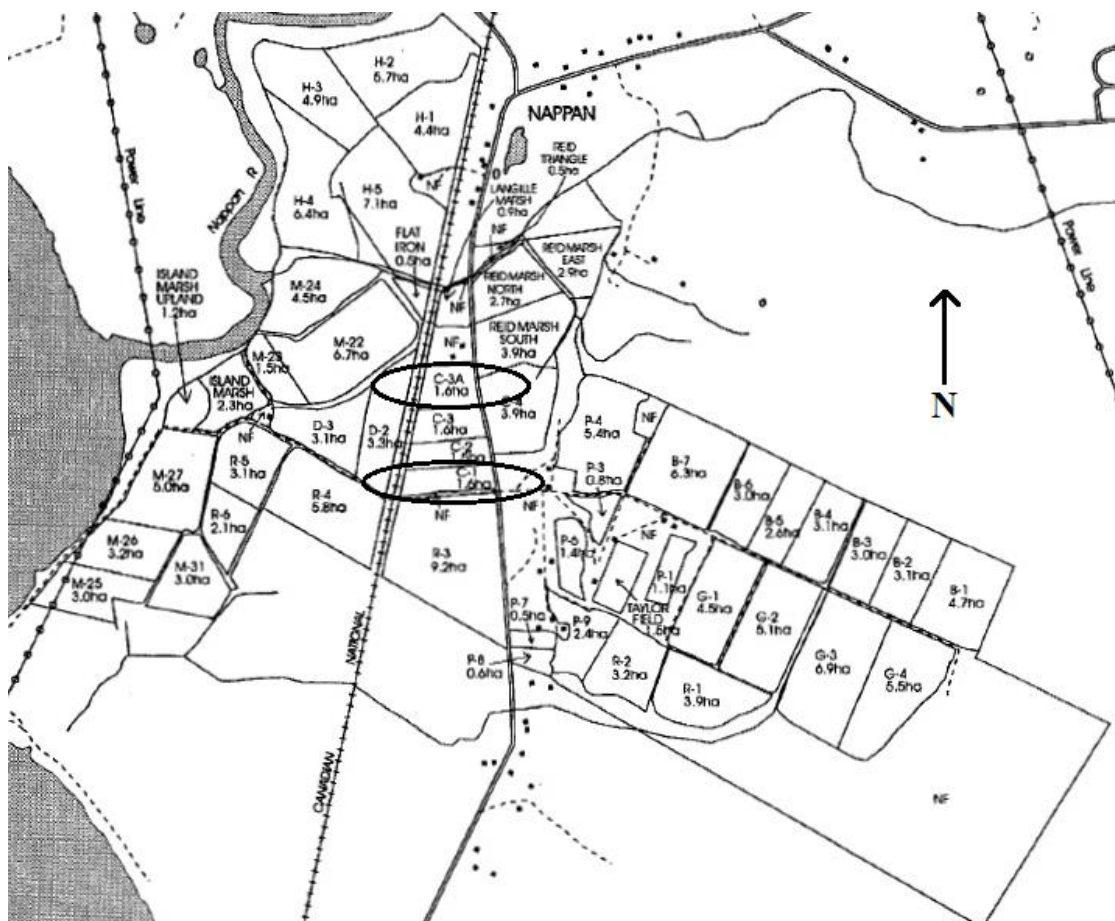 H-2
5.7ha
H-3
4.9ha
H-1
4.4ha
NAPPAN
REID
TRIANGLE
0.5ha
NF
LANGILLE
MARSH
0.9ha
NF
H-5
7.1ha
H-4
6.4ha
Power Line
Nappan R
Power Line
FLAT
IRON
0.5ha
REID MARSH
EAST
2.9ha
REID MARSH
NORTH
2.7ha
NF
ISLAND
MARSH
UPLAND
1.2ha
M-24
4.5ha
M-22
6.7ha
REID MARSH
SOUTH
3.9ha
NF
M-23
1.5ha
N
ISLAND
MARSH
2.3ha
C-3A
1.6ha
3.9ha
C-3
1.6ha
D-3
3.1ha
D-2
3.3ha
C-2
C-1
1.6ha
NF
NF
NF
P-4
5.4ha
NF
P-3
0.8ha
B-7
6.3ha
B-6
3.0ha
B-5
2.6ha
B-4
3.1ha
B-3
3.0ha
B-2
3.1ha
B-1
4.7ha
M-27
5.0ha
R-5
3.1ha
R-4
5.8ha
R-6
2.1ha
M-26
3.2ha
M-31
3.0ha
M-25
3.0ha
R-3
9.2ha
P-6
1.4ha
NF
P-1
1.1ha
TAYLOR
FIELD
1.5ha
G-1
4.5ha
G-2
5.1ha
G-3
6.9ha
G-4
5.5ha
P-7
0.5ha
P-9
2.4ha
P-8
0.6ha
R-2
3.2ha
R-1
3.9ha
CANADIAN NATIONAL
NF